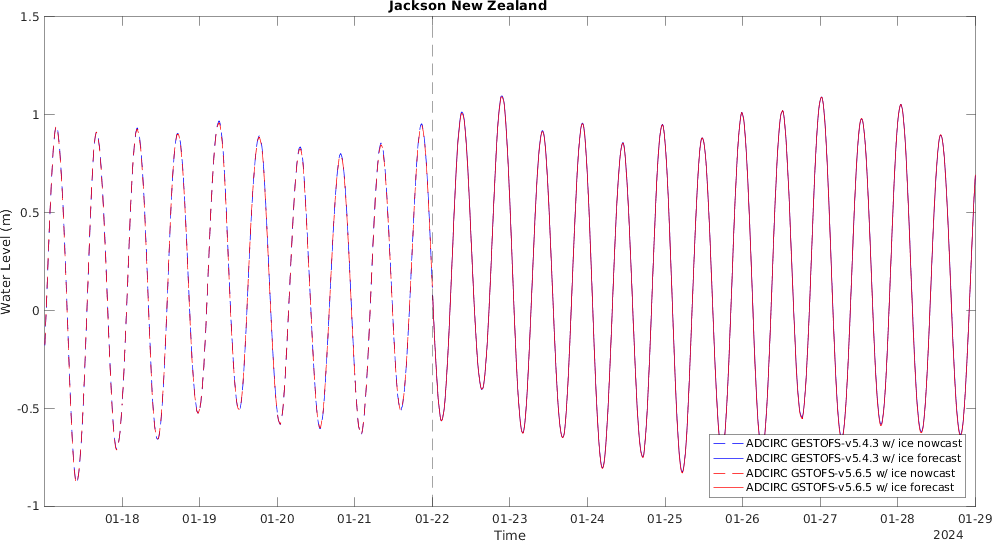 Jackson New Zealand
1.5
1
0.5
0
-0.5
-1
Water Level (m)
ADCIRC GESTOFS-v5.4.3 w/ ice nowcast
ADCIRC GESTOFS-v5.4.3 w/ ice forecast
ADCIRC GSTOFS-v5.6.5 w/ ice nowcast
ADCIRC GSTOFS-v5.6.5 w/ ice forecast
01-18 01-19 01-20 01-21 01-22 01-23 01-24 01-25 01-26 01-27 01-28 01-29
Time
2024